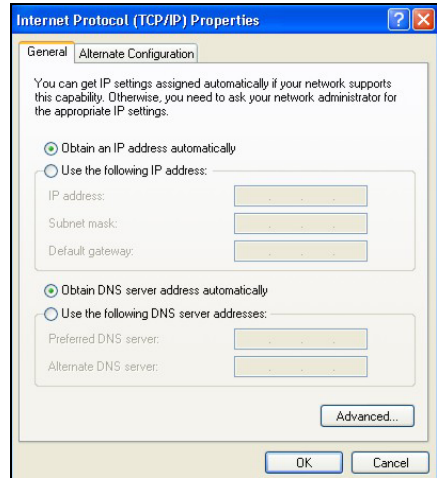 Internet Protocol (TCP/IP) Properties
General
Alternate Configuration
You can get IP settings assigned automatically if your network supports
this capability. Otherwise, you need to ask your network administrator for
the appropriate IP settings.
Obtain an IP address automatically
Use the following IP address:
IP address:
Subnet mask:
Default gateway:
Obtain DNS server address automatically
Use the following DNS server addresses:
Preferred DNS server:
Alternate DNS server:
Advanced...
OK
Cancel